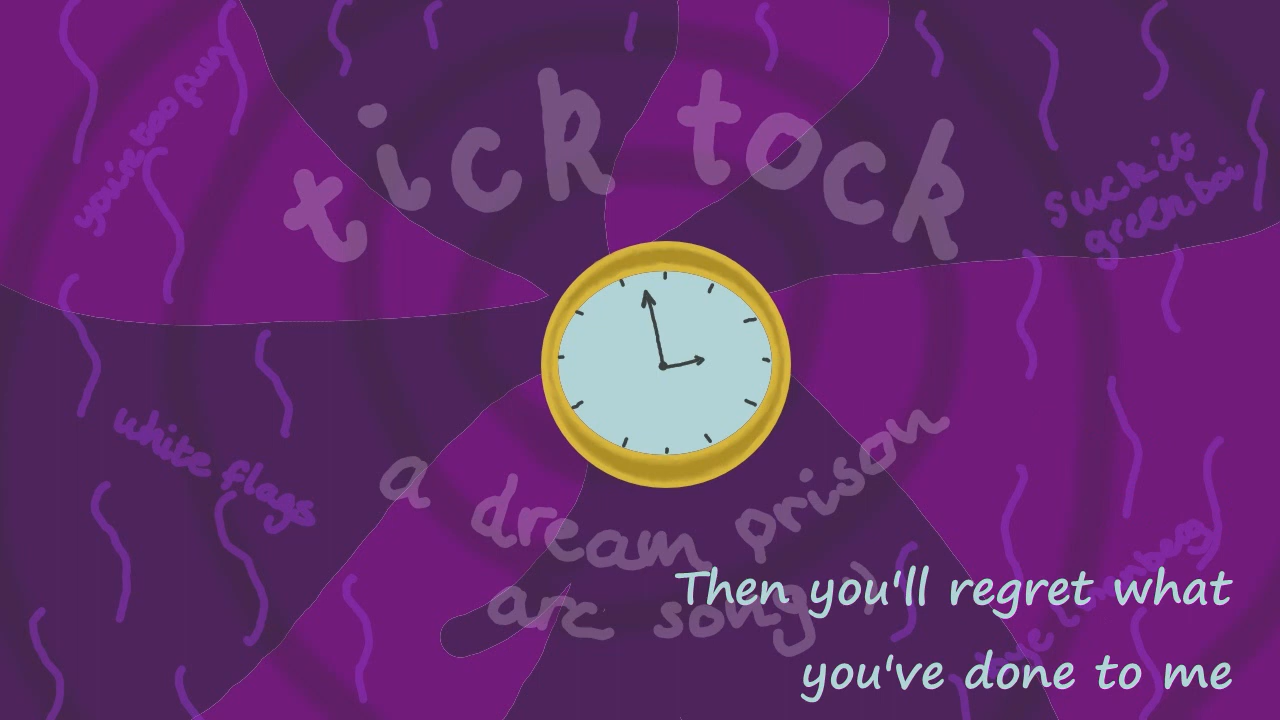 tick tock
you're too fun
suck it
green boi
white flags
a dream prison
arc song)
Then you'll regret what
you've done to me